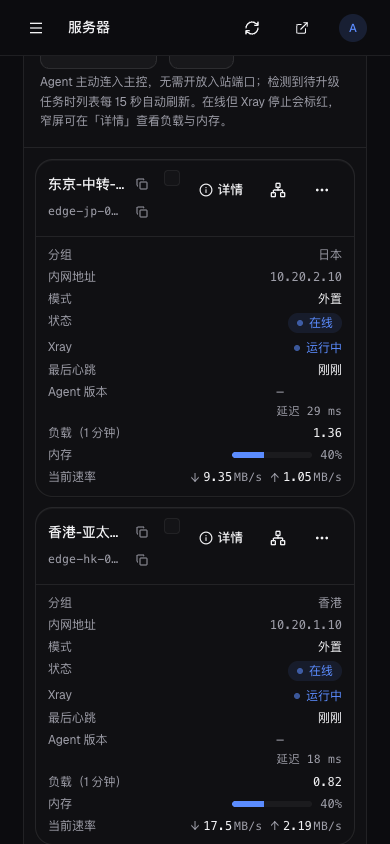 服务器
A
Agent 主动连入主控，无需开放入站端口；检测到待升级
任务时列表每 15 秒自动刷新。在线但 Xray 停止会标红，
窄屏可在「详情」查看负载与内存。
东京-中转-...
详情
edge-jp-0…
分组 日本
内网地址 10.20.2.10
模式 外置
状态 在线
Xray 运行中
最后心跳 刚刚
Agent 版本 —
延迟 29 ms
负载（1 分钟） 1.36
内存 40%
当前速率 ↓ 9.35 MB/s ↑ 1.05 MB/s
香港-亚太...
详情
edge-hk-0…
分组 香港
内网地址 10.20.1.10
模式 外置
状态 在线
Xray 运行中
最后心跳 刚刚
Agent 版本 —
延迟 18 ms
负载（1 分钟） 0.82
内存 40%
当前速率 ↓ 17.5 MB/s ↑ 2.19 MB/s